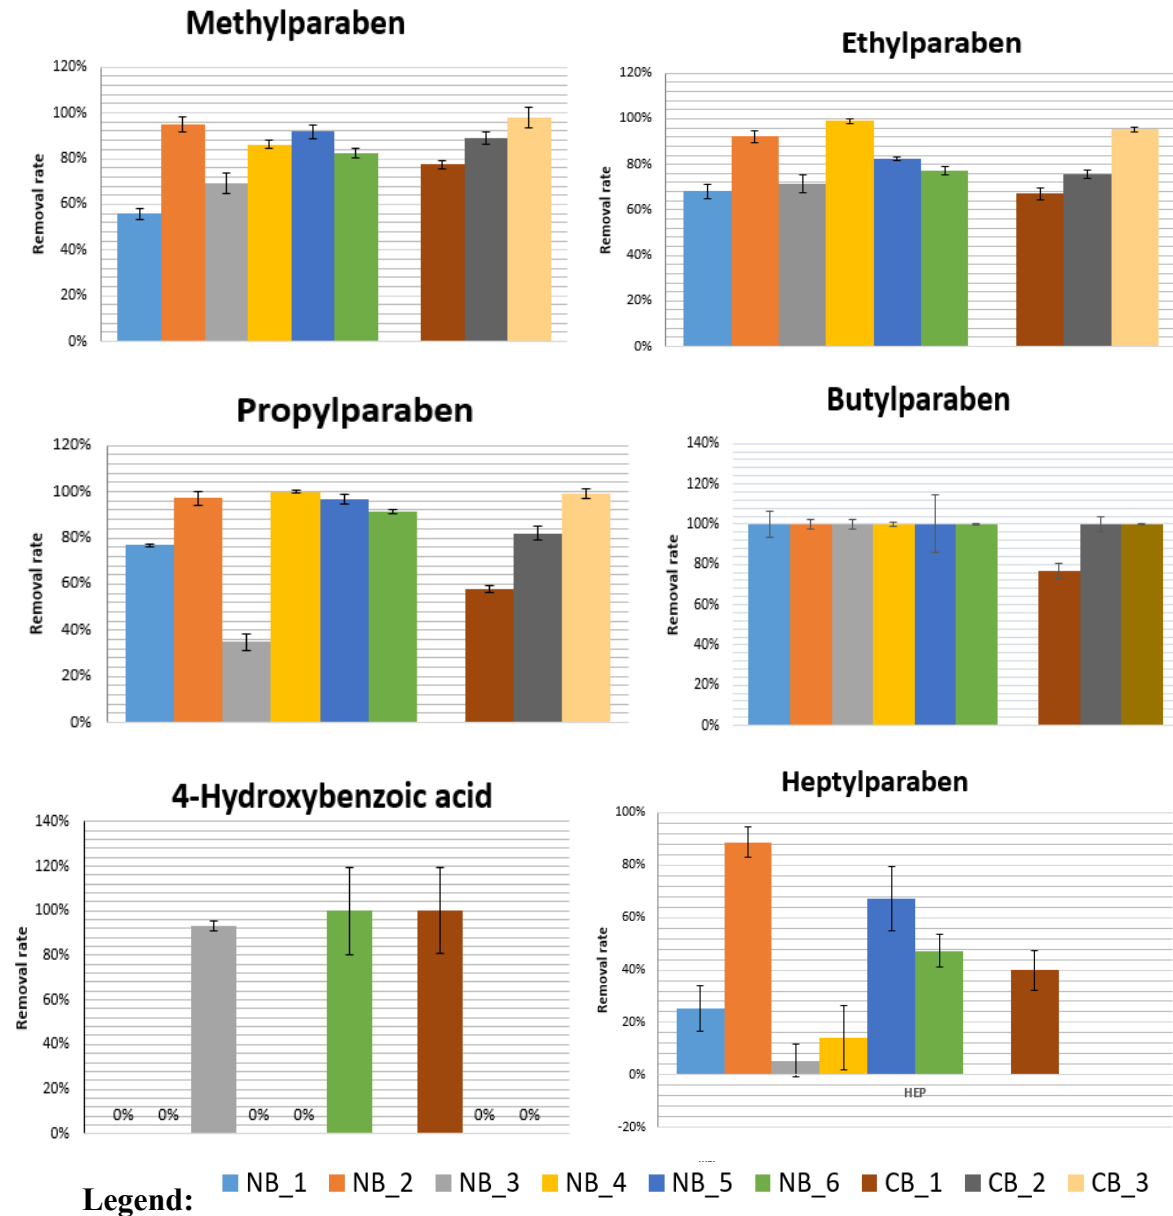 Methylparaben
Removal rate
120%
100%
80%
60%
40%
20%
0%
Ethylparaben
Removal rate
120%
100%
80%
60%
40%
20%
0%
Propylparaben
Removal rate
120%
100%
80%
60%
40%
20%
0%
Butylparaben
Removal rate
140%
120%
100%
80%
60%
40%
20%
0%
4-Hydroxybenzoic acid
Removal rate
140%
120%
100%
80%
60%
40%
20%
0%
0% 0% 0% 0% 0% 0%
Heptylparaben
Removal rate
100%
80%
60%
40%
20%
0%
-20%
HEP
Legend: NB_1 NB_2 NB_3 NB_4 NB_5 NB_6 CB_1 CB_2 CB_3